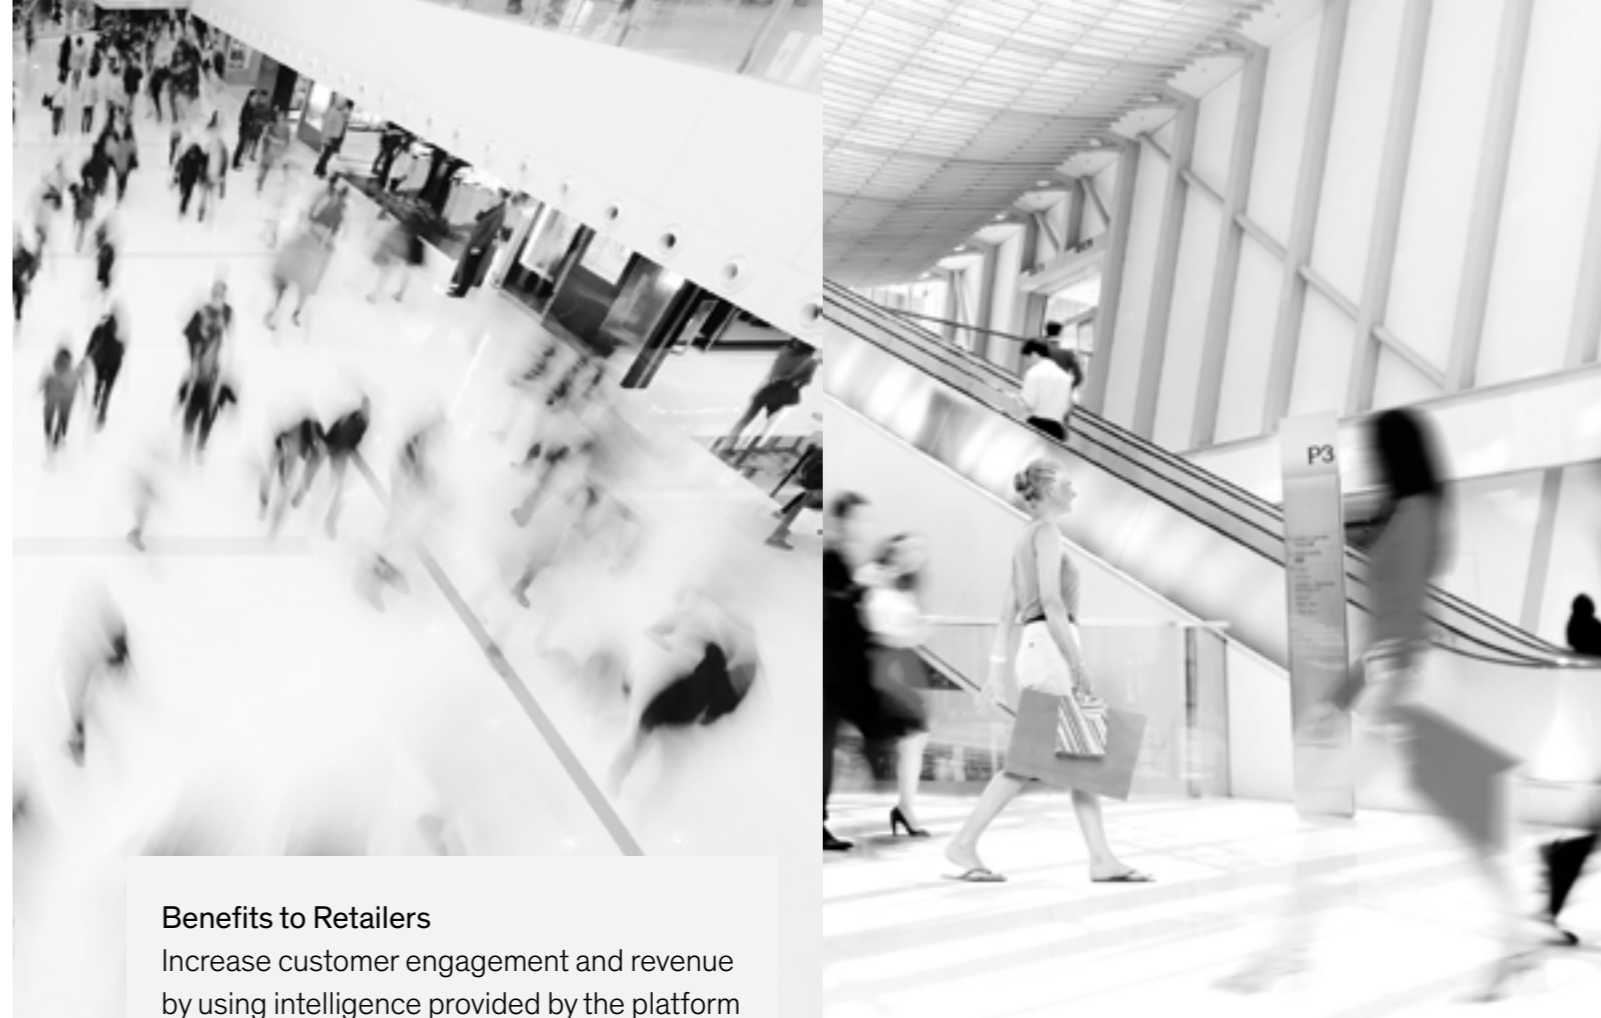 P3
Benefits to Retailers
Increase customer engagement and revenue
by using intelligence provided by the platform